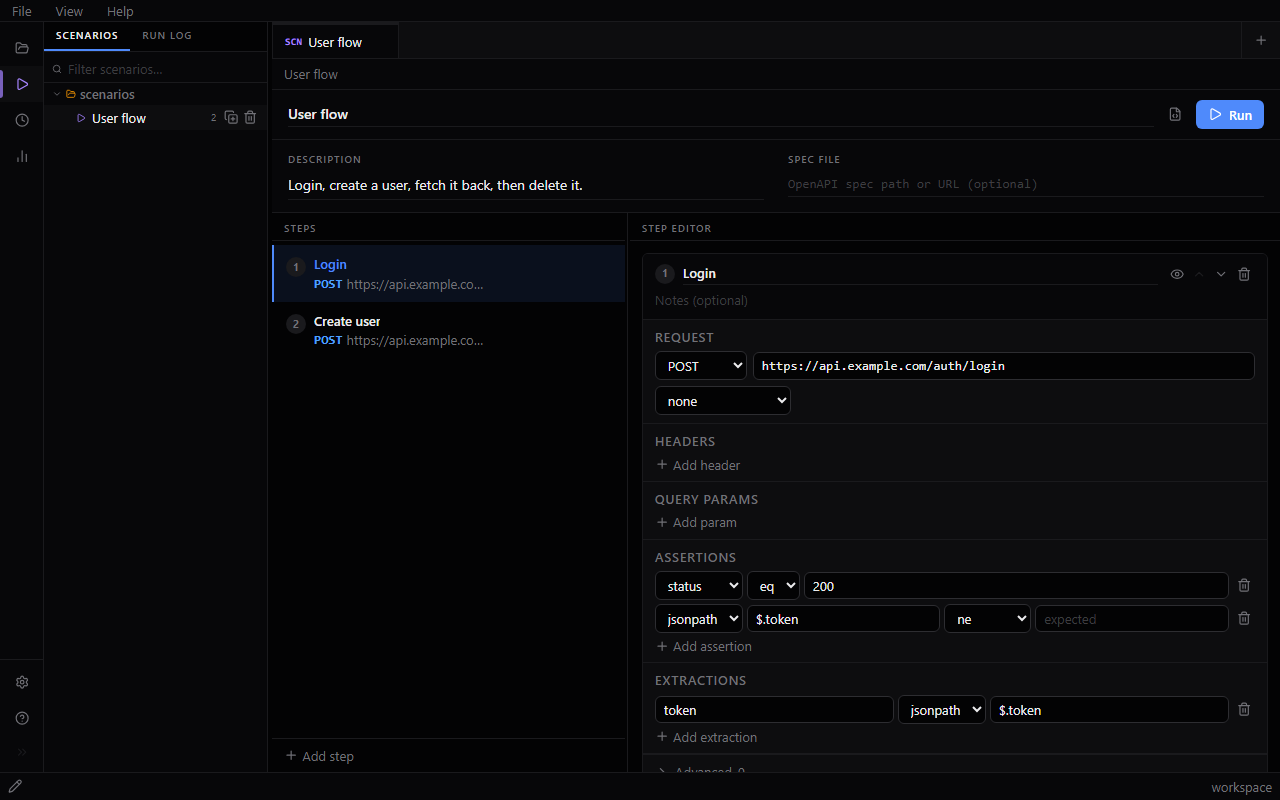 File View Help
SCENARIOS RUN LOG
Filter scenarios...
scenarios
User flow 2
SCN User flow
User flow
User flow
Run
DESCRIPTION
Login, create a user, fetch it back, then delete it.
SPEC FILE
OpenAPI spec path or URL (optional)
STEPS
1 Login
POST https://api.example.co...
2 Create user
POST https://api.example.co...
Add step
STEP EDITOR
1 Login
Notes (optional)
REQUEST
POST https://api.example.com/auth/login
none
HEADERS
Add header
QUERY PARAMS
Add param
ASSERTIONS
status eq 200
jsonpath $.token ne expected
Add assertion
EXTRACTIONS
token jsonpath $.token
Add extraction
Advanced 0
workspace